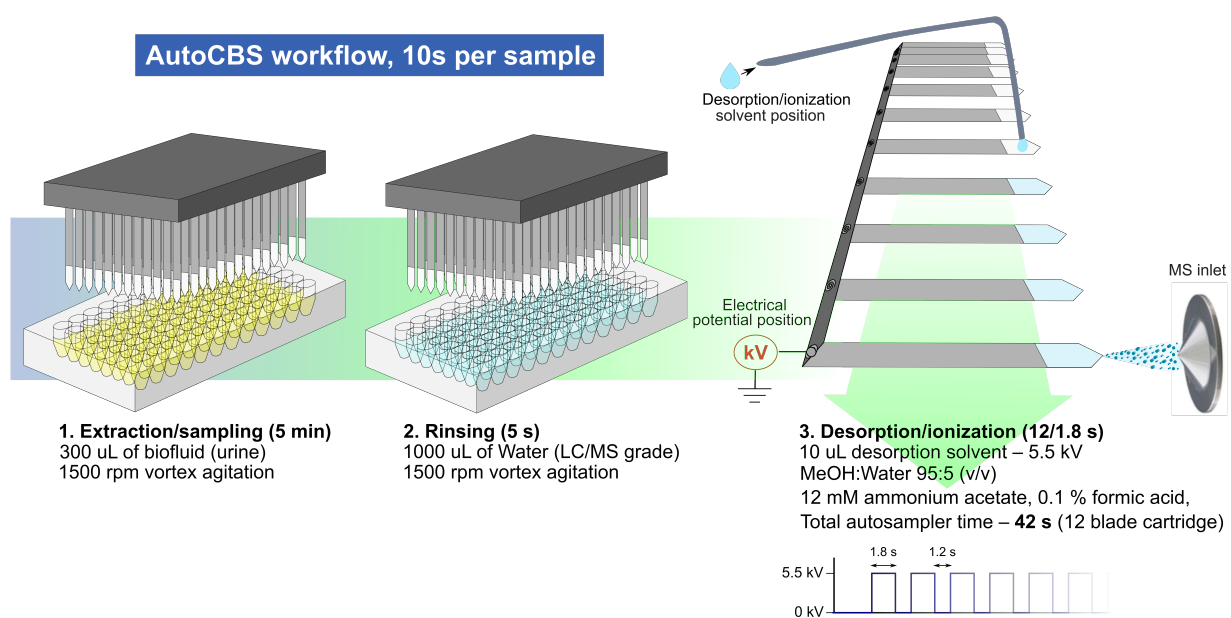 AutoCBS workflow, 10s per sample
Desorption/ionization
solvent position
MS inlet
Electrical
potential position
kV
1. Extraction/sampling (5 min)
300 uL of biofluid (urine)
1500 rpm vortex agitation
2. Rinsing (5 s)
1000 uL of Water (LC/MS grade)
1500 rpm vortex agitation
3. Desorption/ionization (12/1.8 s)
10 uL desorption solvent – 5.5 kV
MeOH:Water 95:5 (v/v)
12 mM ammonium acetate, 0.1 % formic acid,
Total autosampler time – 42 s (12 blade cartridge)
1.8 s
1.2 s
5.5 kV
0 kV